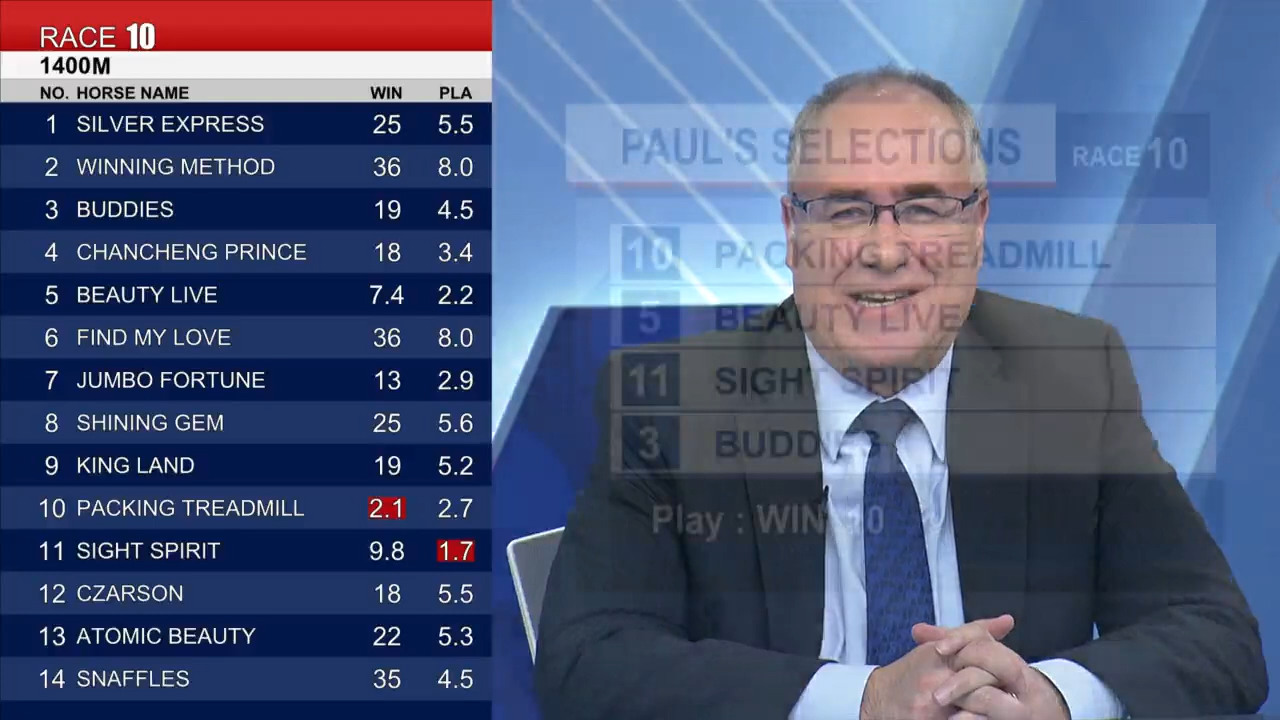 RACE 10
1400M
NO. HORSE NAME WIN PLA
1 SILVER EXPRESS 25 5.5
2 WINNING METHOD 36 8.0
3 BUDDIES 19 4.5
4 CHANCHENG PRINCE 18 3.4
5 BEAUTY LIVE 7.4 2.2
6 FIND MY LOVE 36 8.0
7 JUMBO FORTUNE 13 2.9
8 SHINING GEM 25 5.6
9 KING LAND 19 5.2
10 PACKING TREADMILL 2.1 2.7
11 SIGHT SPIRIT 9.8 1.7
12 CZARSON 18 5.5
13 ATOMIC BEAUTY 22 5.3
14 SNAFFLES 35 4.5
PAUL'S SELECTIONS RACE 10
10 PACKING TREADMILL
5 BEAUTY LIVE
11 SIGHT SPIRIT
3 BUDDIES
Play : WIN 10